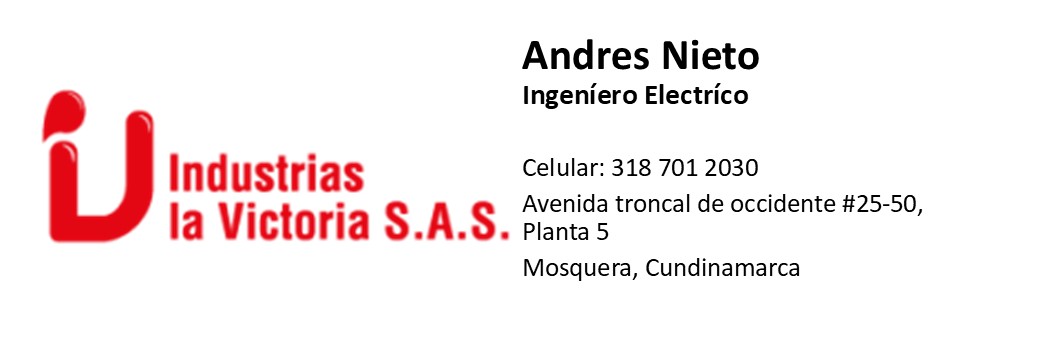 Industrias
la Victoria S.A.S.
Andres Nieto
Ingeníero Electríco
Celular: 318 701 2030
Avenida troncal de occidente #25-50,
Planta 5
Mosquera, Cundinamarca